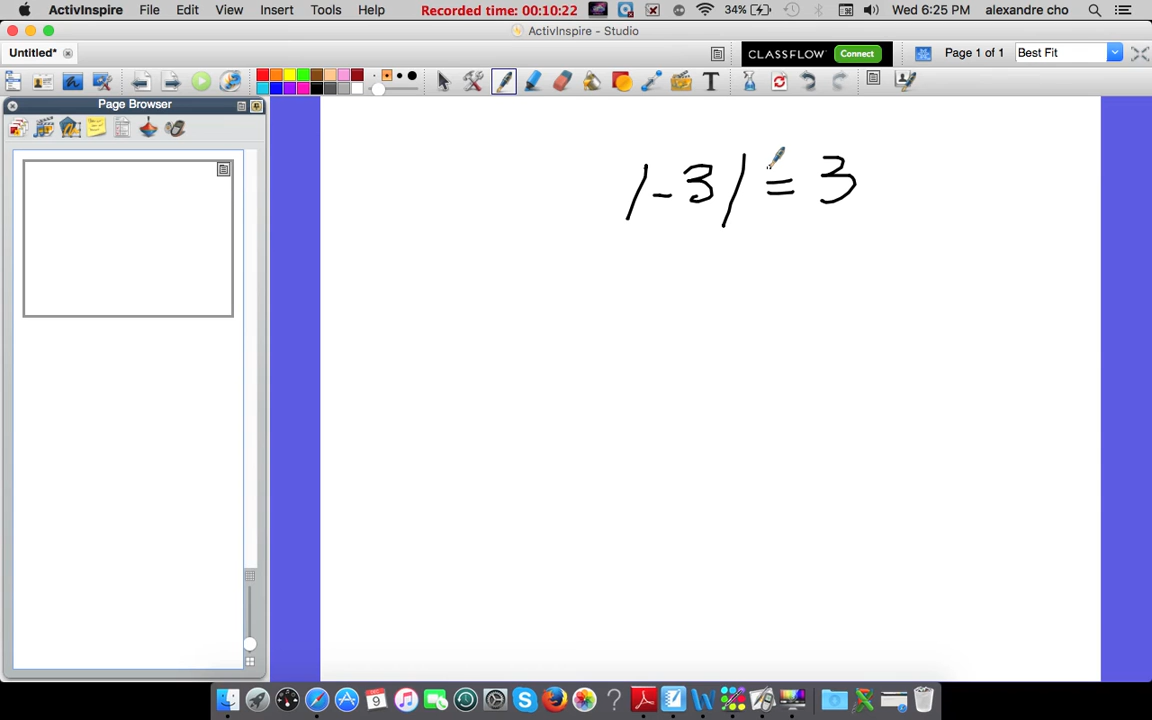 ActivInspire File Edit View Insert Tools Help Recorded time: 00:10:22 34% Wed 6:25 PM alexandre cho
ActivInspire - Studio
Untitled* CLASSFLOW Connect Page 1 of 1 Best Fit
Page Browser
|-3| = 3